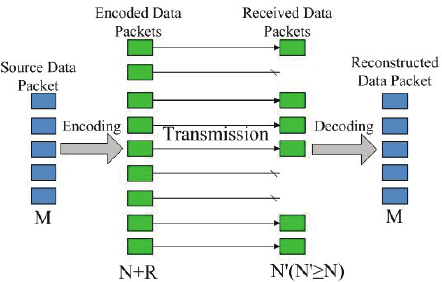 Encoded Data
Packets
Received Data
Packets
Source Data
Packet
Reconstructed
Data Packet
Encoding
Transmission
Decoding
M
N+R
N'(N'≥N)
M